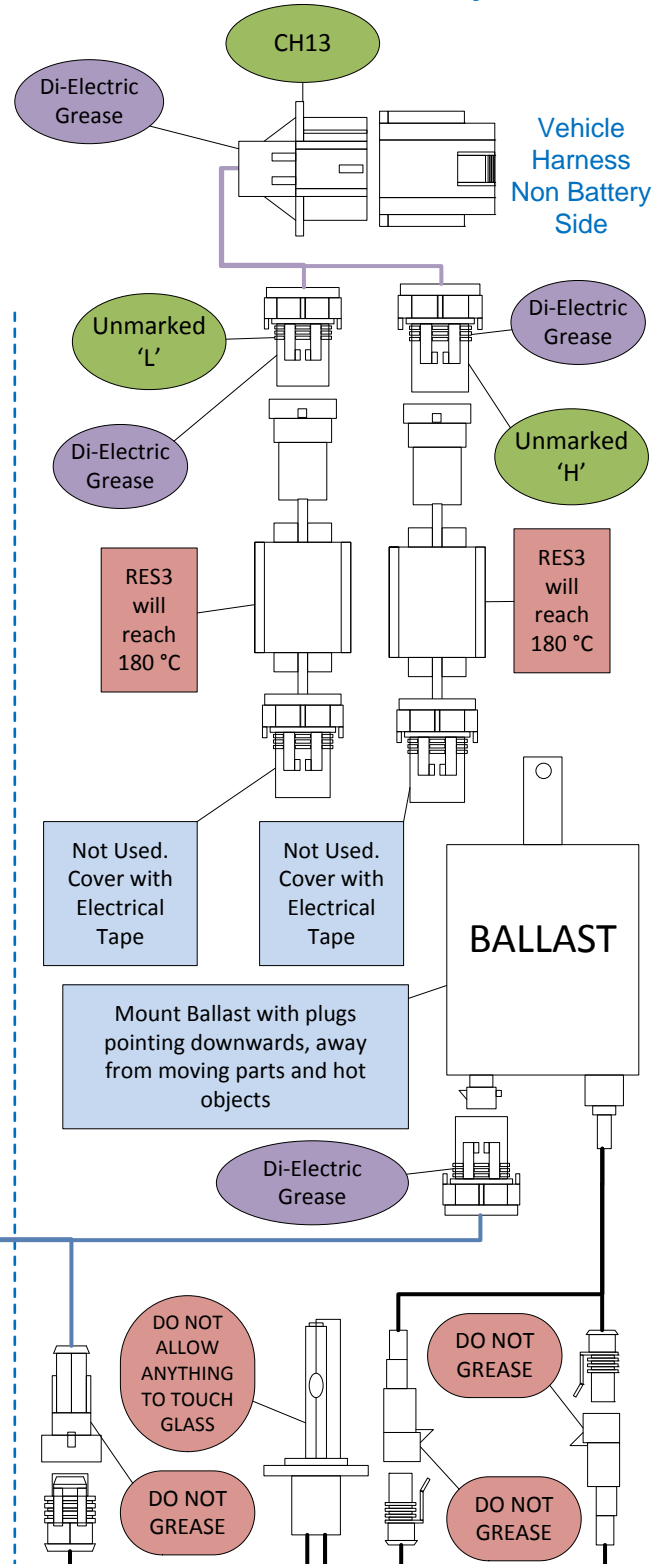 CH13
Di-Electric
Grease
Vehicle
Harness
Non Battery
Side
Unmarked
‘L’
Di-Electric
Grease
Di-Electric
Grease
Unmarked
‘H’
RES3
will
reach
180 °C
RES3
will
reach
180 °C
Not Used.
Cover with
Electrical
Tape
Not Used.
Cover with
Electrical
Tape
BALLAST
Mount Ballast with plugs
pointing downwards, away
from moving parts and hot
objects
Di-Electric
Grease
DO NOT
ALLOW
ANYTHING
TO TOUCH
GLASS
DO NOT
GREASE
DO NOT
GREASE
DO NOT
GREASE